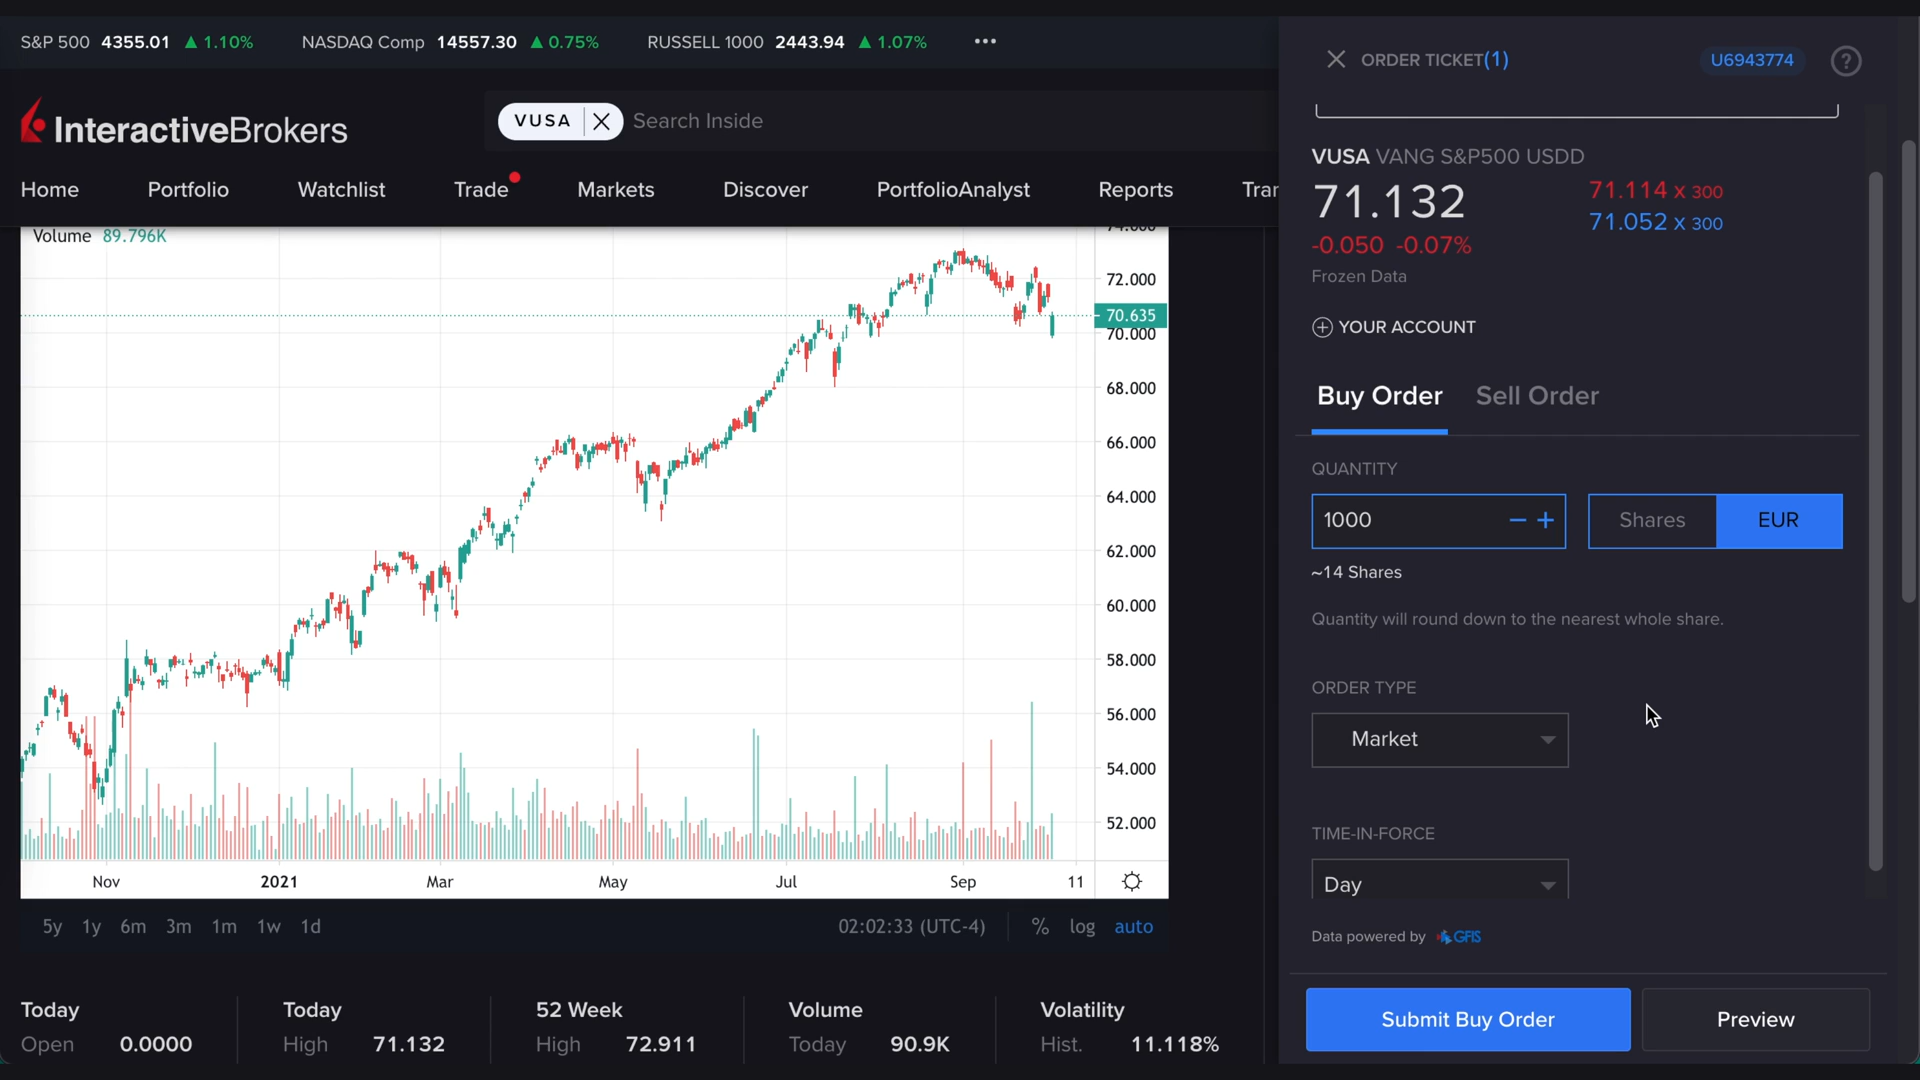 S&P 500 4355.01 ▲ 1.10% NASDAQ Comp 14557.30 ▲ 0.75% RUSSELL 1000 2443.94 ▲ 1.07% •••
InteractiveBrokers
VUSA Search Inside
Home Portfolio Watchlist Trade Markets Discover PortfolioAnalyst Reports Tran
Volume 89.796K
74.000
72.000
70.635
70.000
68.000
66.000
64.000
62.000
60.000
58.000
56.000
54.000
52.000
Nov 2021 Mar May Jul Sep 11
5y 1y 6m 3m 1m 1w 1d 02:02:33 (UTC-4) % log auto
Today Today 52 Week Volume Volatility
Open 0.0000 High 71.132 High 72.911 Today 90.9K Hist. 11.118%
ORDER TICKET(1) U6943774 ?
VUSA VANG S&P500 USDD
71.132 71.114 x 300
71.052 x 300
-0.050 -0.07%
Frozen Data
YOUR ACCOUNT
Buy Order Sell Order
QUANTITY
1000 − + Shares EUR
~14 Shares
Quantity will round down to the nearest whole share.
ORDER TYPE
Market
TIME-IN-FORCE
Day
Data powered by GFIS
Submit Buy Order Preview